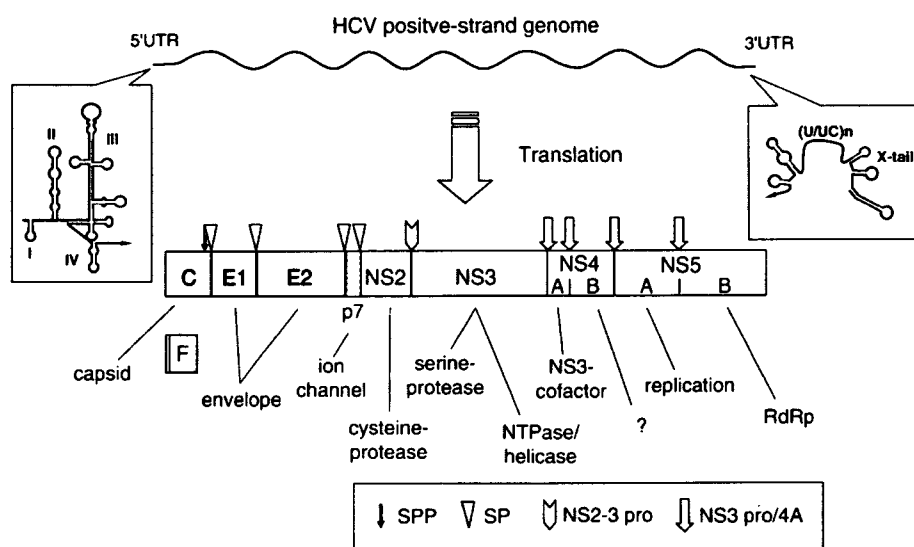 HCV positve-strand genome
5'UTR
3'UTR
II
III
I
IV
(U/UC)n
X-tail
Translation
C
E1
E2
NS2
NS3
NS4
A
B
NS5
A
B
p7
F
capsid
envelope
ion
channel
cysteine-
protease
serine-
protease
NTPase/
helicase
NS3-
cofactor
?
replication
RdRp
SPP
SP
NS2-3 pro
NS3 pro/4A